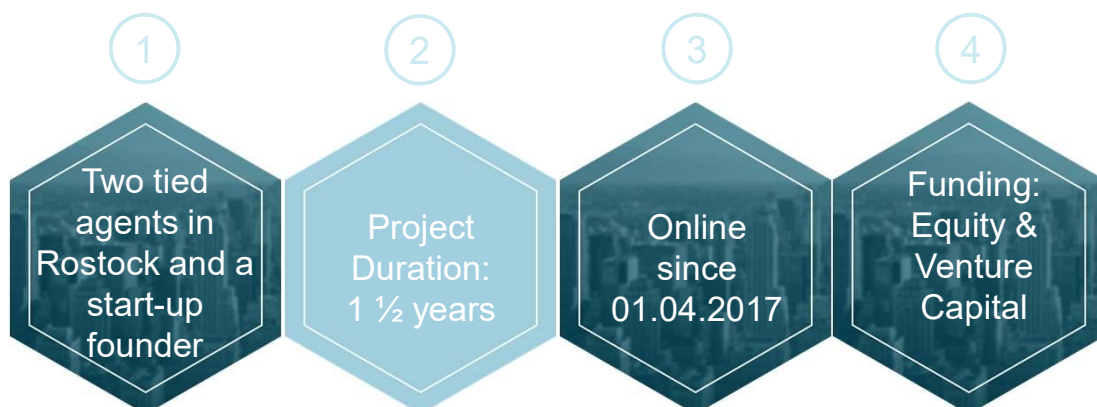 1
2
3
4
Two tied
agents in
Rostock and a
start-up
founder
Project
Duration:
1 ½ years
Online
since
01.04.2017
Funding:
Equity &
Venture
Capital